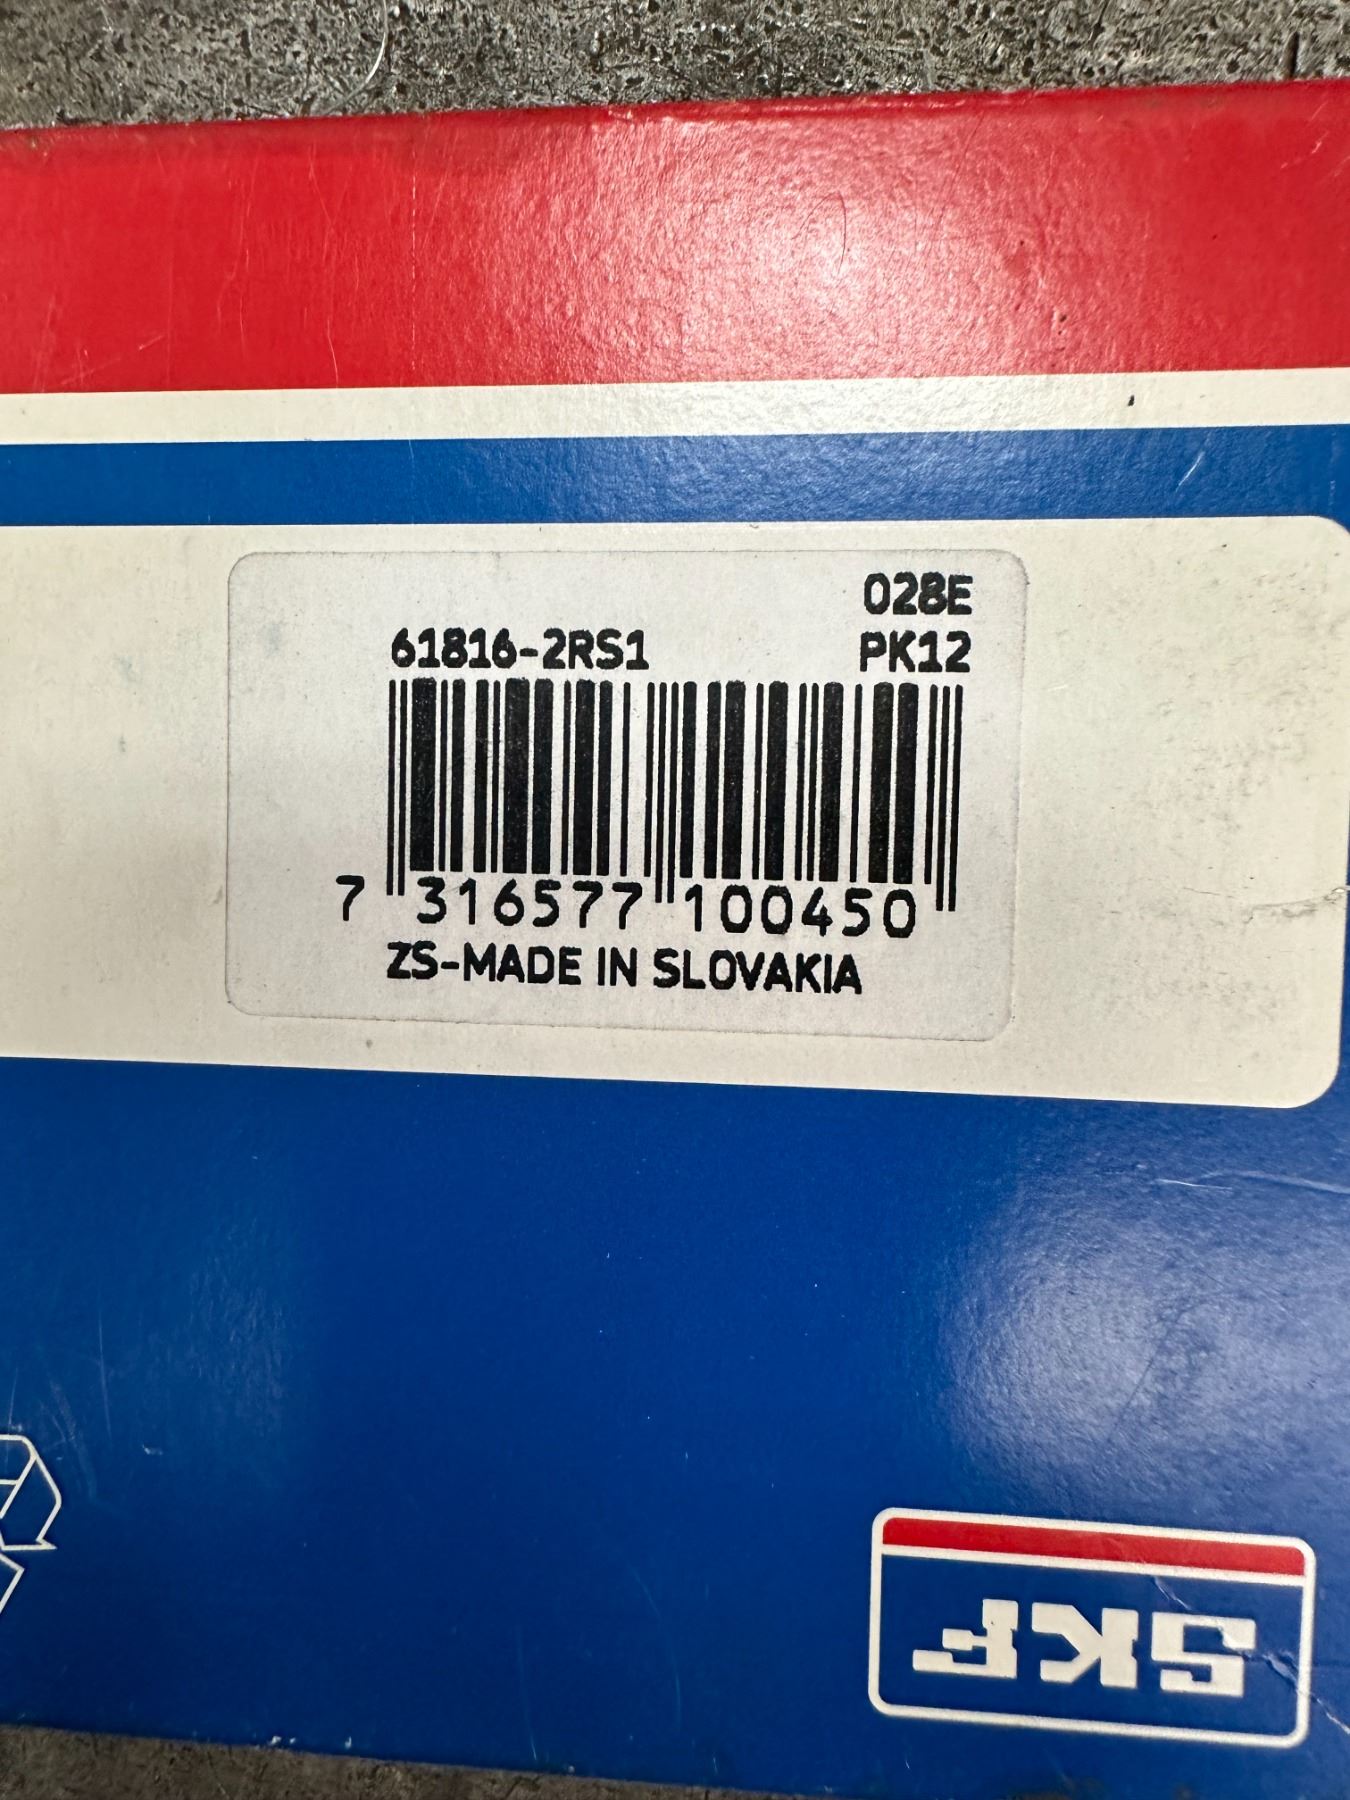 028E
61816-2RS1 PK12
7 316577 100450
ZS-MADE IN SLOVAKIA
SKF